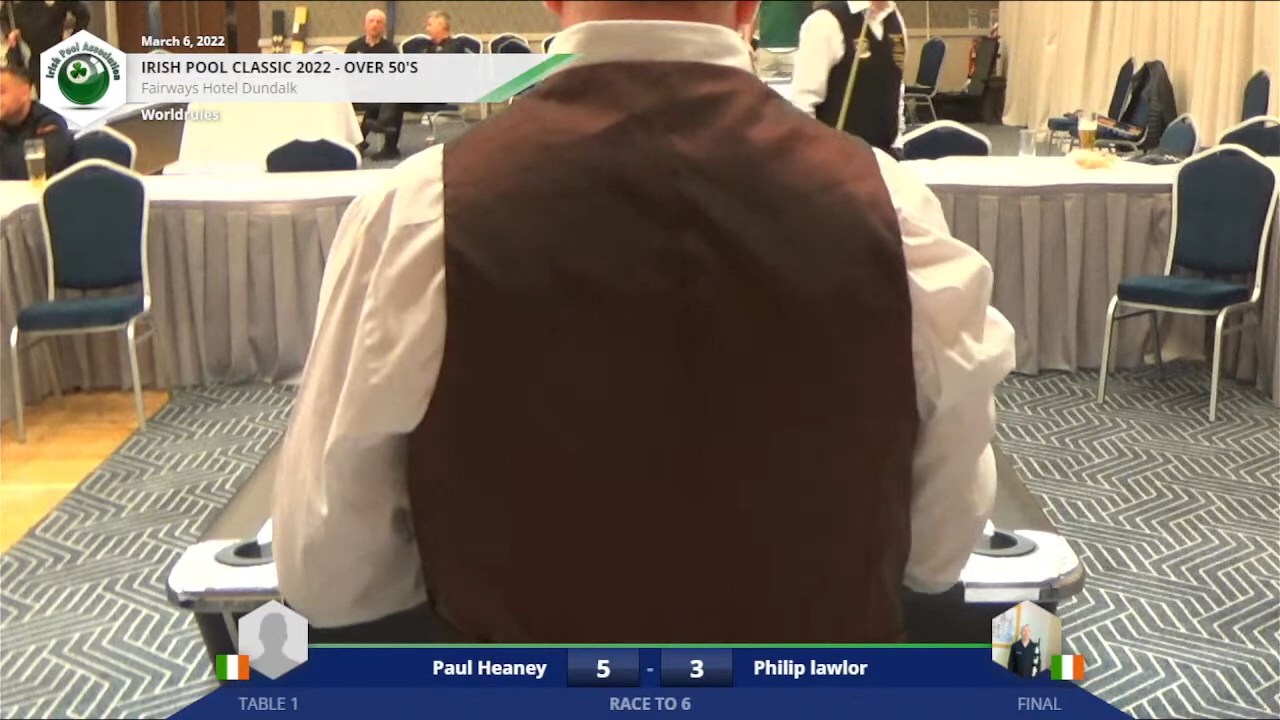 Irish Pool Association
March 6, 2022
IRISH POOL CLASSIC 2022 - OVER 50'S
Fairways Hotel Dundalk
Worldrules
Paul Heaney 5 - 3 Philip lawlor
TABLE 1 RACE TO 6 FINAL